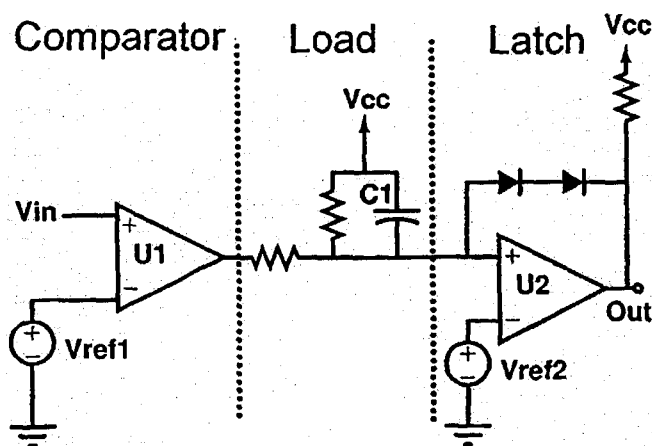 Comparator
Load
Latch
Vcc
Vcc
C1
Vin
+
U1
−
+
−
Vref1
+
U2
−
Out
+
−
Vref2